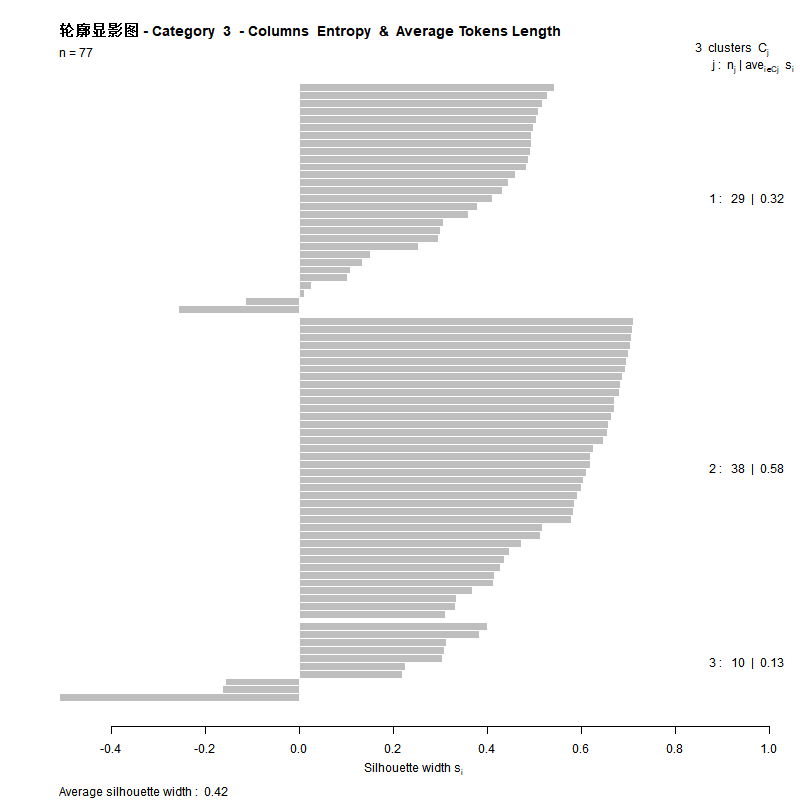 轮廓显影图 - Category 3 - Columns Entropy & Average Tokens Length
n = 77
3 clusters Cj
j : nj | avei∈Cj si
1 : 29 | 0.32
2 : 38 | 0.58
3 : 10 | 0.13
-0.4 -0.2 0.0 0.2 0.4 0.6 0.8 1.0
Silhouette width si
Average silhouette width : 0.42